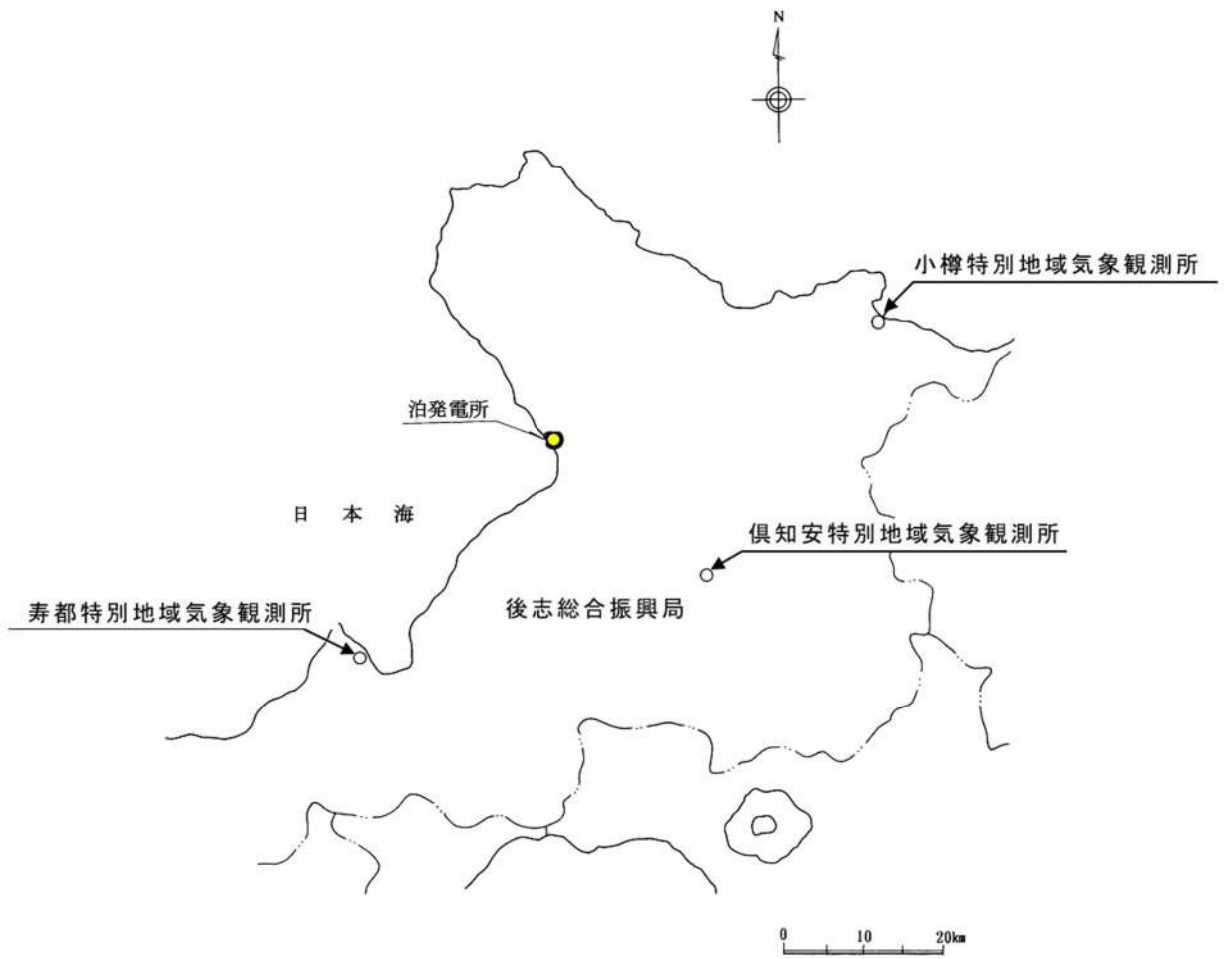 N
小樽特別地域気象観測所
泊発電所
日本海
倶知安特別地域気象観測所
後志総合振興局
寿都特別地域気象観測所
0 10 20km